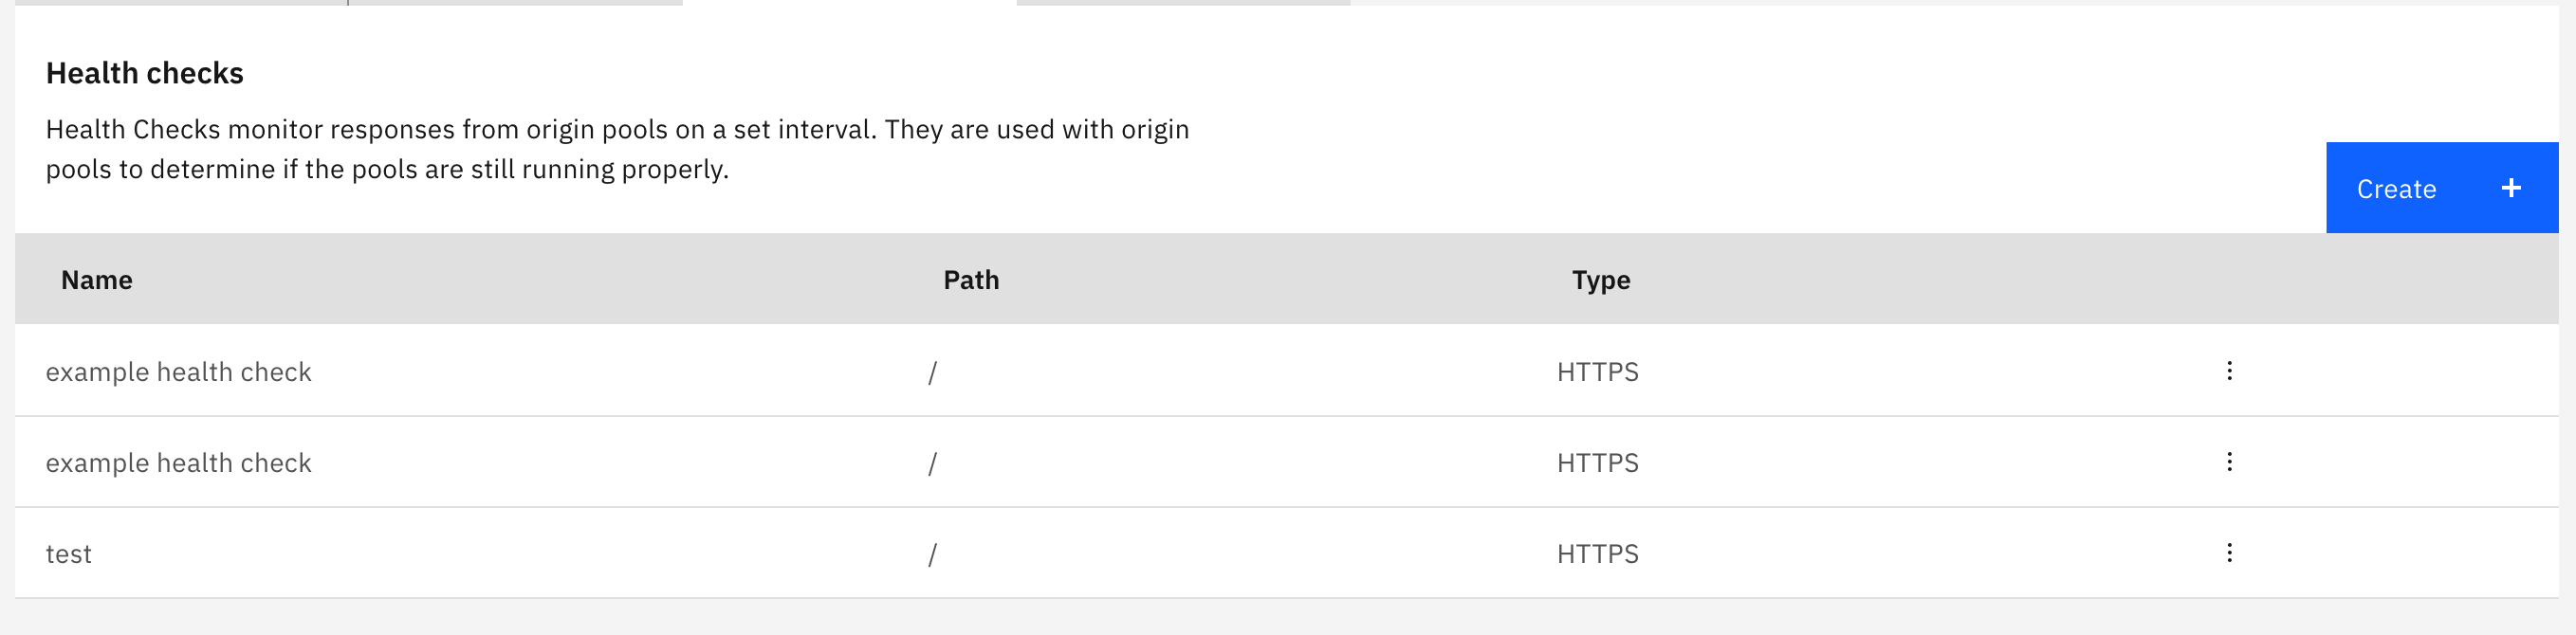 Health checks
Health Checks monitor responses from origin pools on a set interval. They are used with origin
pools to determine if the pools are still running properly.
Create +
Name Path Type
example health check / HTTPS
example health check / HTTPS
test / HTTPS